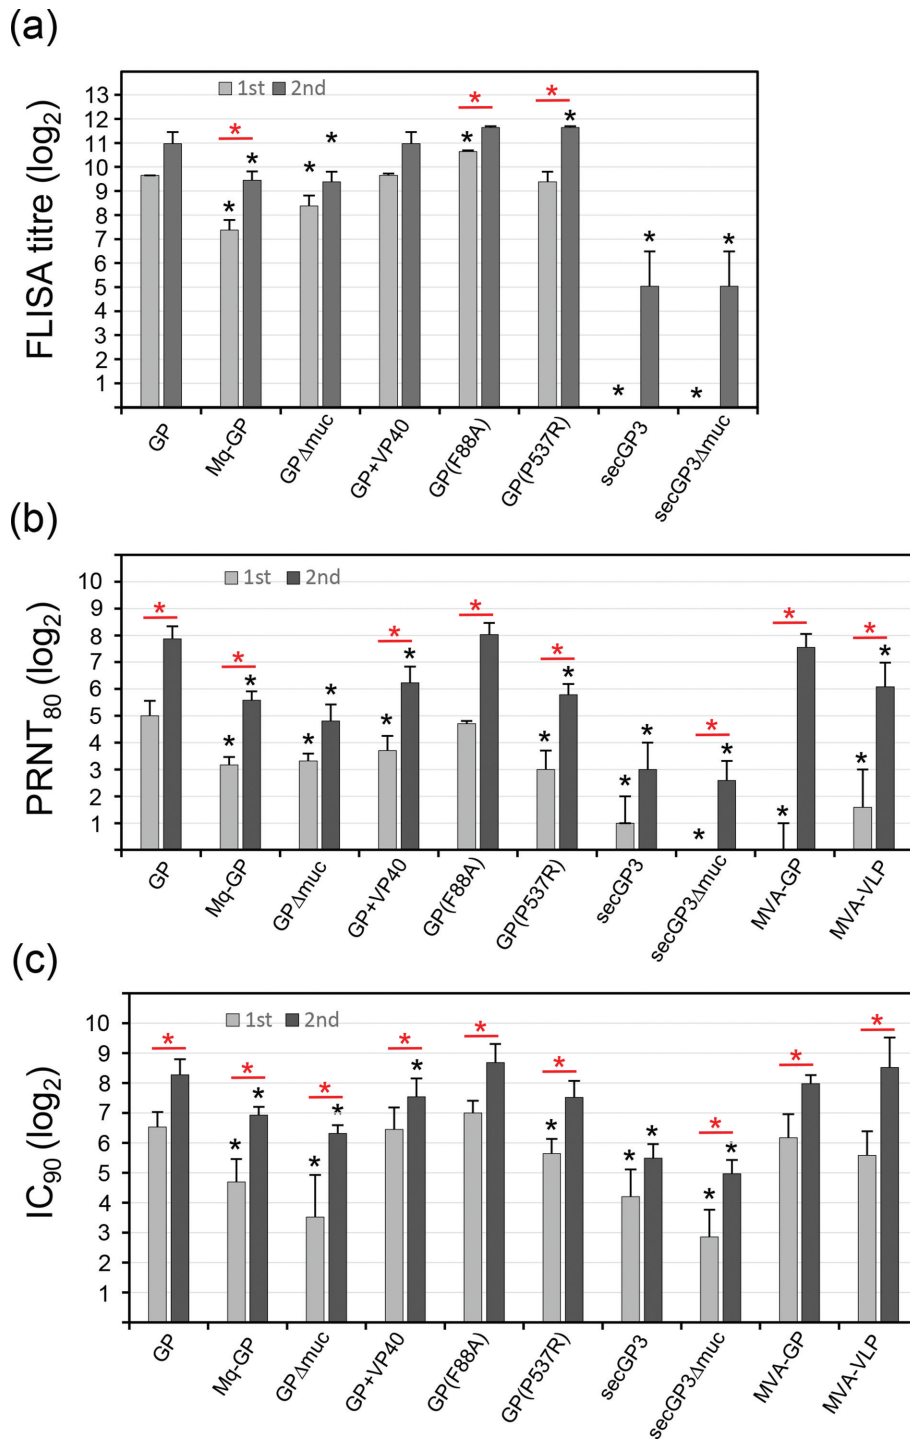 (a)
FLISA titre (log2)
1st 2nd
13
12
11
10
9
8
7
6
5
4
3
2
1
* * * * * * * * * * * * *
GP Mq-GP GPΔmuc GP+VP40 GP(F88A) GP(P537R) secGP3 secGP3Δmuc
(b)
PRNT80 (log2)
1st 2nd
10
9
8
7
6
5
4
3
2
1
* * * * * * * * * * * * * * * * * * * * * * *
GP Mq-GP GPΔmuc GP+VP40 GP(F88A) GP(P537R) secGP3 secGP3Δmuc MVA-GP MVA-VLP
(c)
IC90 (log2)
1st 2nd
10
9
8
7
6
5
4
3
2
1
* * * * * * * * * * * * * * * * * * *
GP Mq-GP GPΔmuc GP+VP40 GP(F88A) GP(P537R) secGP3 secGP3Δmuc MVA-GP MVA-VLP